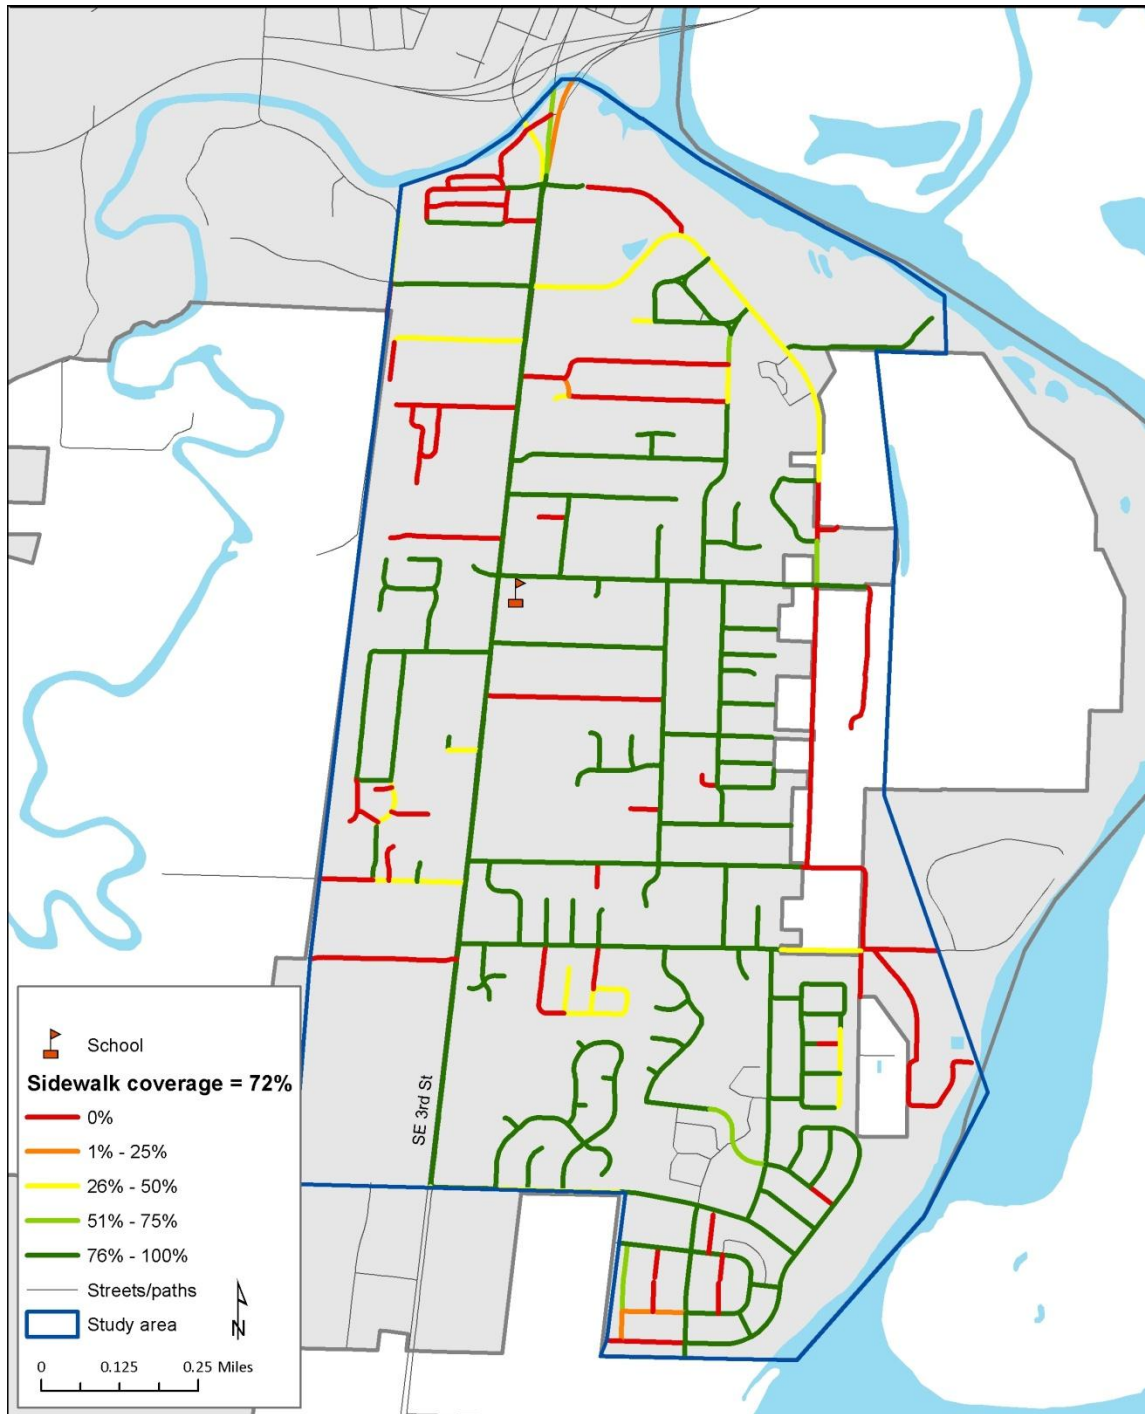 SE 3rd St
School
Sidewalk coverage = 72%
0%
1% - 25%
26% - 50%
51% - 75%
76% - 100%
Streets/paths
Study area
N
0 0.125 0.25 Miles